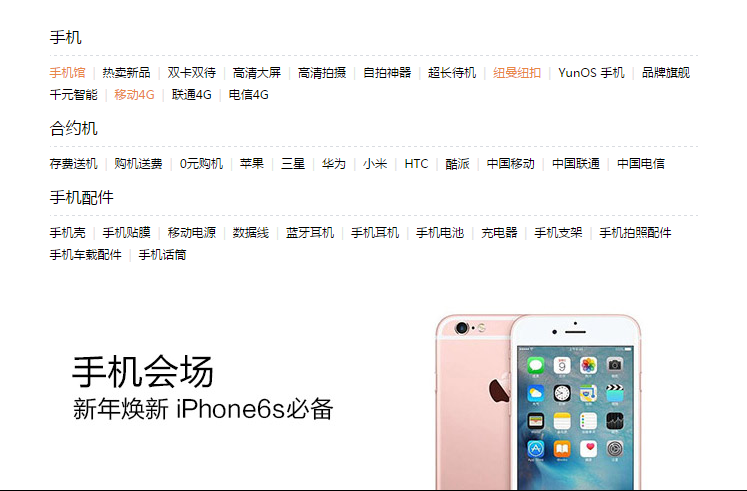 手机
手机馆 | 热卖新品 | 双卡双待 | 高清大屏 | 高清拍摄 | 自拍神器 | 超长待机 | 纽曼纽扣 | YunOS 手机 | 品牌旗舰
千元智能 | 移动4G | 联通4G | 电信4G
合约机
存费送机 | 购机送费 | 0元购机 | 苹果 | 三星 | 华为 | 小米 | HTC | 酷派 | 中国移动 | 中国联通 | 中国电信
手机配件
手机壳 | 手机贴膜 | 移动电源 | 数据线 | 蓝牙耳机 | 手机耳机 | 手机电池 | 充电器 | 手机支架 | 手机拍照配件
手机车载配件 | 手机话筒
手机会场
新年焕新 iPhone6s必备